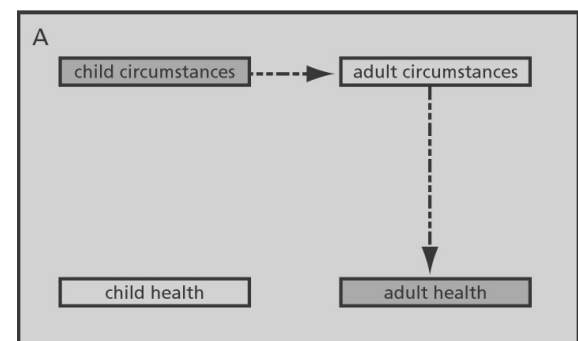 A
child circumstances
adult circumstances
child health
adult health